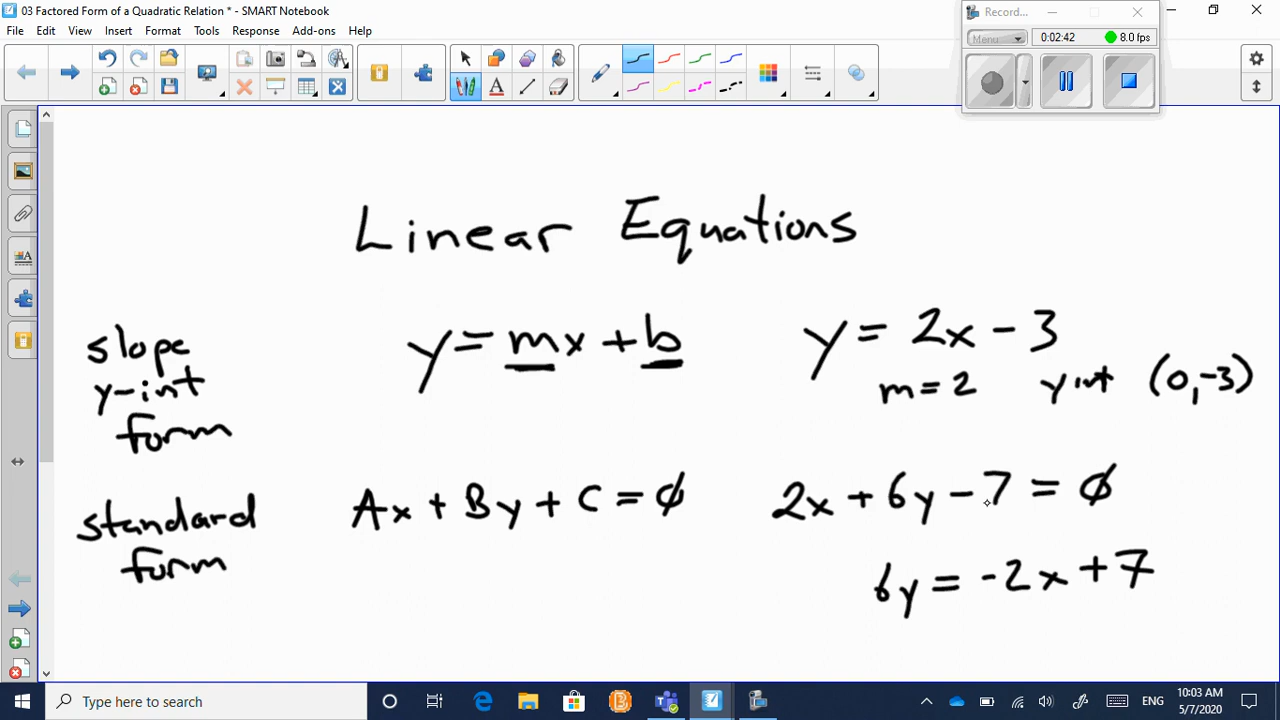 03 Factored Form of a Quadratic Relation * - SMART Notebook
Record...
File Edit View Insert Format Tools Response Add-ons Help
Menu 0:02:42 8.0 fps
Linear Equations
slope y = mx + b y = 2x - 3
y-int m = 2 y int (0, -3)
form
standard Ax + By + C = ϕ 2x + 6y - 7 = ϕ
form
6y = -2x + 7
Type here to search
ENG
10:03 AM
5/7/2020